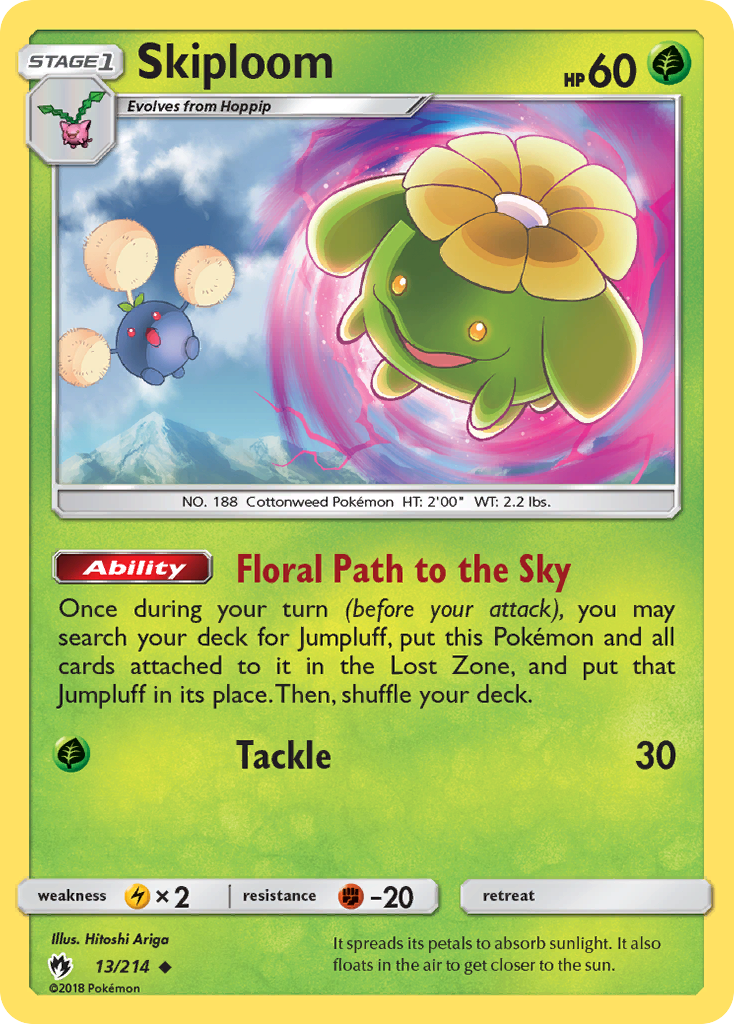 STAGE1
Skiploom
HP60
Evolves from Hoppip
NO. 188 Cottonweed Pokémon HT: 2'00" WT: 2.2 lbs.
Ability Floral Path to the Sky
Once during your turn (before your attack), you may
search your deck for Jumpluff, put this Pokémon and all
cards attached to it in the Lost Zone, and put that
Jumpluff in its place. Then, shuffle your deck.
Tackle 30
weakness ×2 resistance -20 retreat
Illus. Hitoshi Ariga
13/214
©2018 Pokémon
It spreads its petals to absorb sunlight. It also
floats in the air to get closer to the sun.